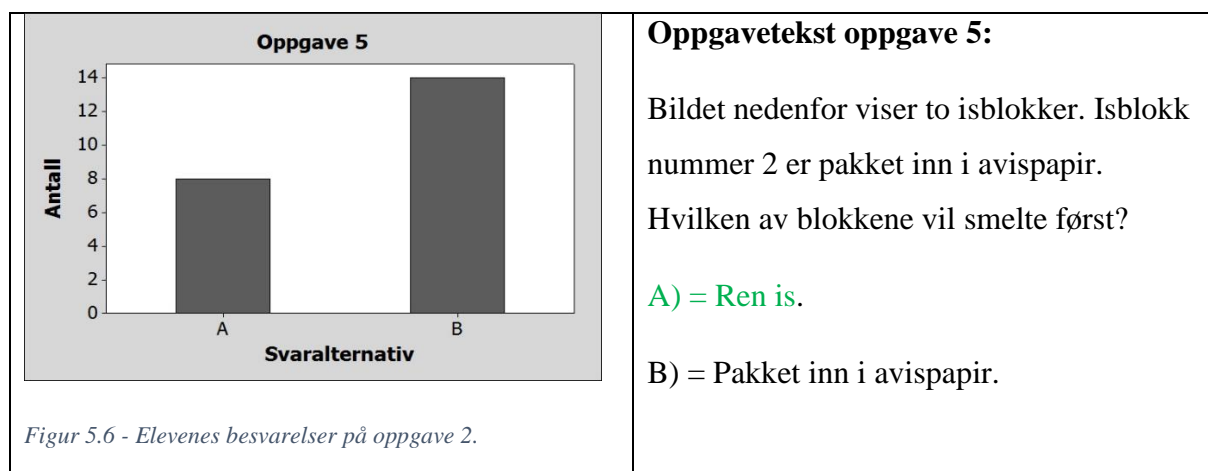 Oppgave 5
Antall
14
12
10
8
6
4
2
0
A
B
Svaralternativ
Figur 5.6 - Elevenes besvarelser på oppgave 2.
Oppgavetekst oppgave 5:
Bildet nedenfor viser to isblokker. Isblokk
nummer 2 er pakket inn i avispapir.
Hvilken av blokkene vil smelte først?
A) = Ren is.
B) = Pakket inn i avispapir.